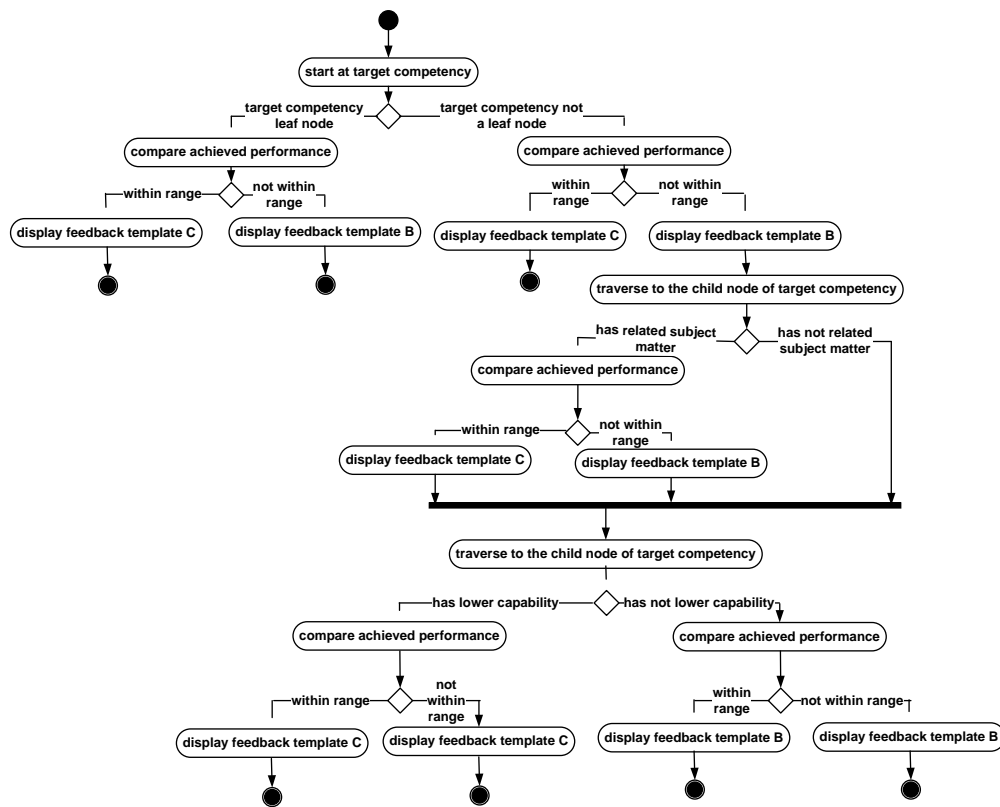 start at target competency
target competency
leaf node
target competency not
a leaf node
compare achieved performance
compare achieved performance
within range
not within
range
within
range
not within
range
display feedback template C
display feedback template B
display feedback template C
display feedback template B
traverse to the child node of target competency
has related subject
matter
has not related
subject matter
compare achieved performance
within range
not within
range
display feedback template C
display feedback template B
traverse to the child node of target competency
has lower capability
has not lower capability
compare achieved performance
compare achieved performance
within range
not
within
range
within
range
not within range
display feedback template C
display feedback template C
display feedback template B
display feedback template B